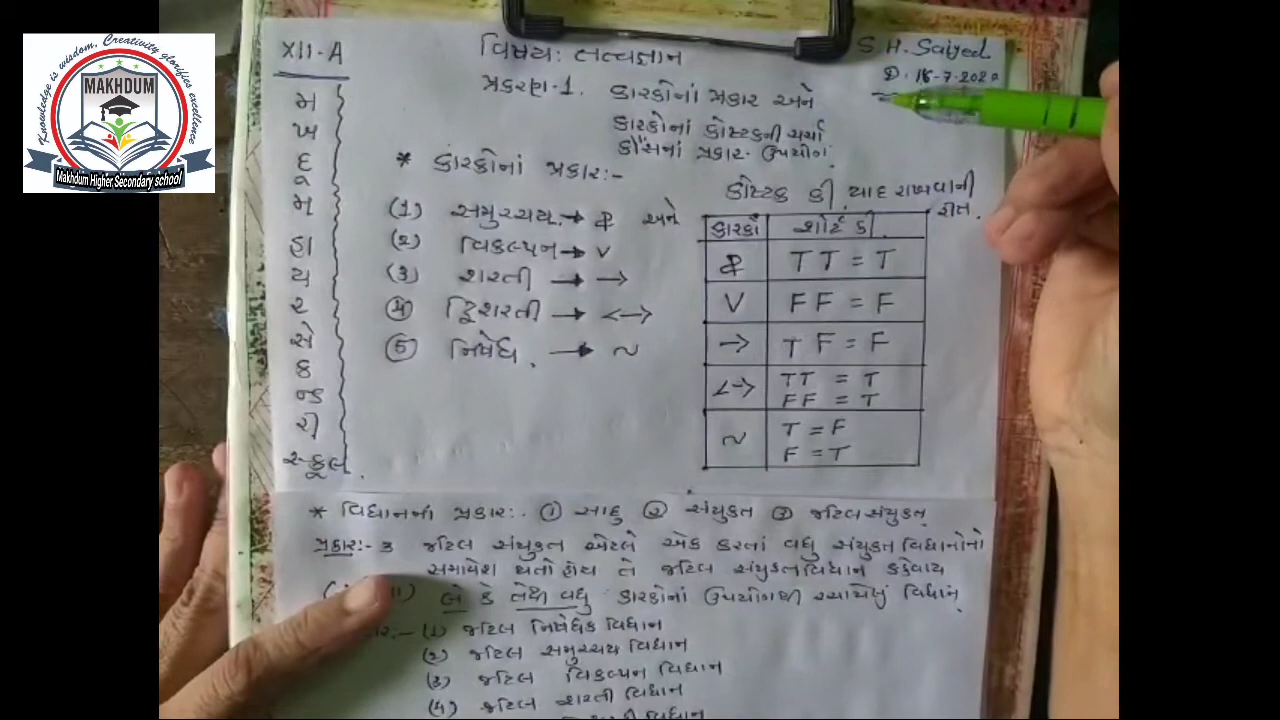 Knowledge is wisdom, Creativity glorifies excellence
MAKHDUM
Makhdum Higher Secondary school
XII-A
વિષય: તત્વજ્ઞાન
S.H. Saiyed
પ્રકરણ-1. કારકોનાં પ્રકાર અને
કારકોનાં કોષ્ટકની ચર્ચા
કૌંસનાં પ્રકાર-ઉપયોગ.
મ
ખ
દુ
મ
હા
ય
ર
સે
ક
ન્ડ
રી
સ્કૂલ.
* કારકોનાં પ્રકાર:-
(1) સમુચ્ચય → & અને
(2) વિકલ્પન → v
(3) શરતી → →
(4) દ્વિશરતી → <->
(5) નિષેધ. → ~
કોષ્ટક કી યાદ રાખવાની
રીત.
કારકો શોર્ટ કી.
& TT = T
V FF = F
→ TF = F
<-> TT = T
FF = T
~ T = F
F = T
* વિધાનનાં પ્રકાર:- (1) સાદુ (2) સંયુક્ત (3) જટિલ સંયુક્ત.
પ્રકાર:- 3 જટિલ સંયુક્ત એટલે એક કરતાં વધુ સંયુક્ત વિધાનોનો
સમાવેશ થતો હોય તે જટિલ સંયુક્ત વિધાન કહેવાય
બે કે તેથી વધુ કારકોનાં ઉપયોગથી રચાયેલું વિધાન.
(1) જટિલ નિષેધક વિધાન
(2) જટિલ સમુચ્ચય વિધાન
(3) જટિલ વિકલ્પન વિધાન
(4) જટિલ શરતી વિધાન
વિધાન